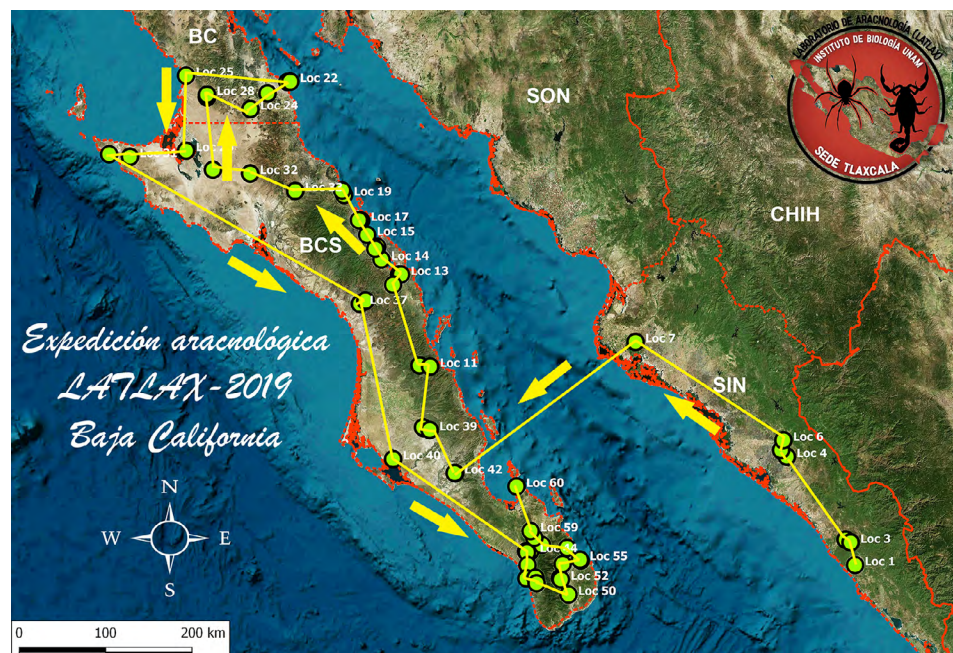 BC
Loc 25
Loc 22
Loc 28
Loc 24
SON
LABORATORIO DE ARACNOLOGÍA (LATLAX)
INSTITUTO DE BIOLOGÍA UNAM
SEDE TLAXCALA
Loc 32
Loc 19
Loc 17
Loc 15
BCS
Loc 14
Loc 13
CHIH
Loc 37
Loc 7
Loc 11
SIN
Expedición aracnológica
LATLAX-2019
Baja California
Loc 39
Loc 6
Loc 4
Loc 40
Loc 42
Loc 60
N
W
E
S
Loc 59
Loc 3
Loc 55
Loc 1
Loc 52
Loc 50
0 100 200 km